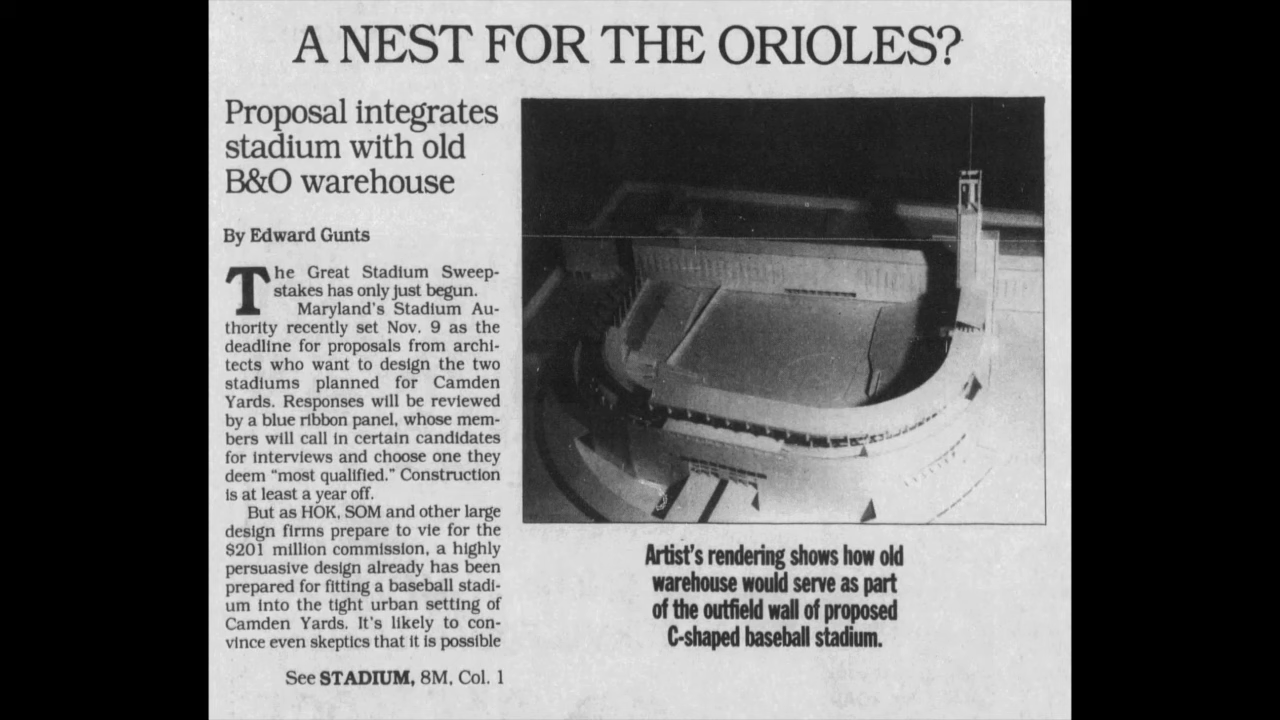 A NEST FOR THE ORIOLES?
Proposal integrates
stadium with old
B&O warehouse
By Edward Gunts
The Great Stadium Sweep-
stakes has only just begun.
Maryland's Stadium Au-
thority recently set Nov. 9 as the
deadline for proposals from archi-
tects who want to design the two
stadiums planned for Camden
Yards. Responses will be reviewed
by a blue ribbon panel, whose mem-
bers will call in certain candidates
for interviews and choose one they
deem “most qualified.” Construction
is at least a year off.
But as HOK, SOM and other large
design firms prepare to vie for the
$201 million commission, a highly
persuasive design already has been
prepared for fitting a baseball stadi-
um into the tight urban setting of
Camden Yards. It's likely to con-
vince even skeptics that it is possible
See STADIUM, 8M, Col. 1
Artist's rendering shows how old
warehouse would serve as part
of the outfield wall of proposed
C-shaped baseball stadium.